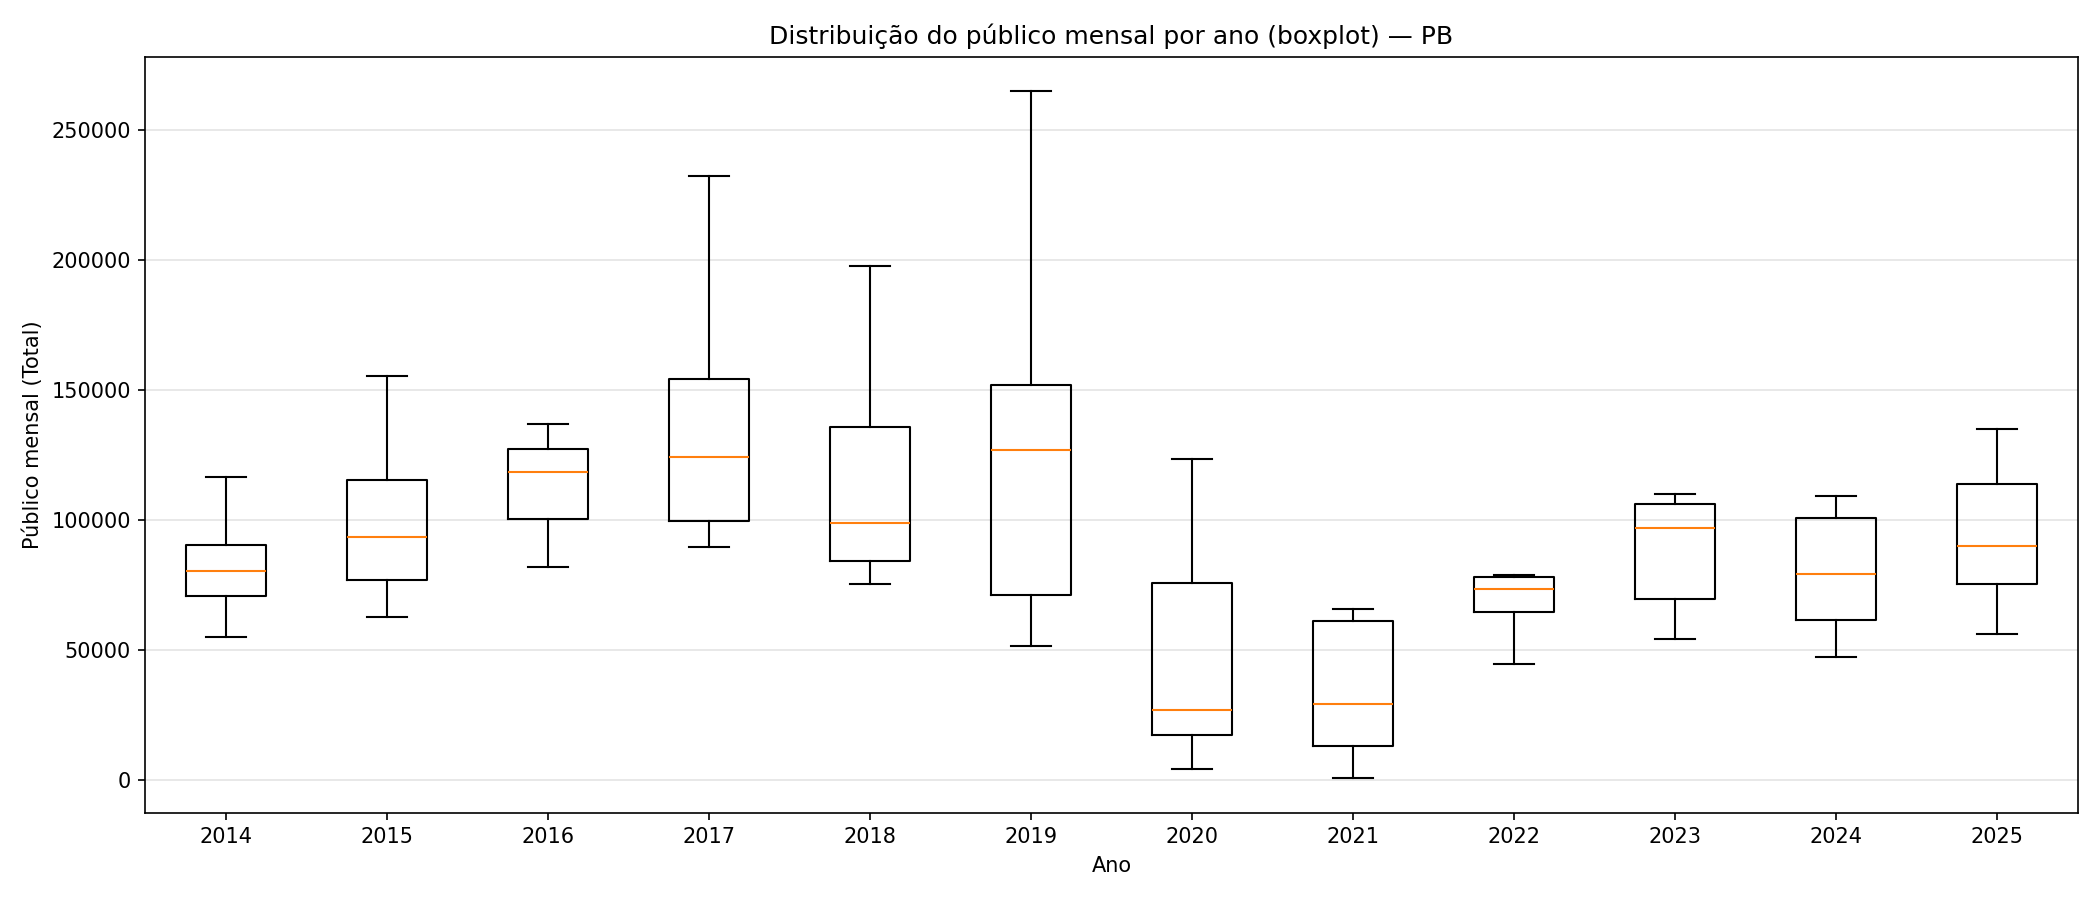 Distribuição do público mensal por ano (boxplot) — PB
Público mensal (Total)
250000
200000
150000
100000
50000
0
2014 2015 2016 2017 2018 2019 2020 2021 2022 2023 2024 2025
Ano